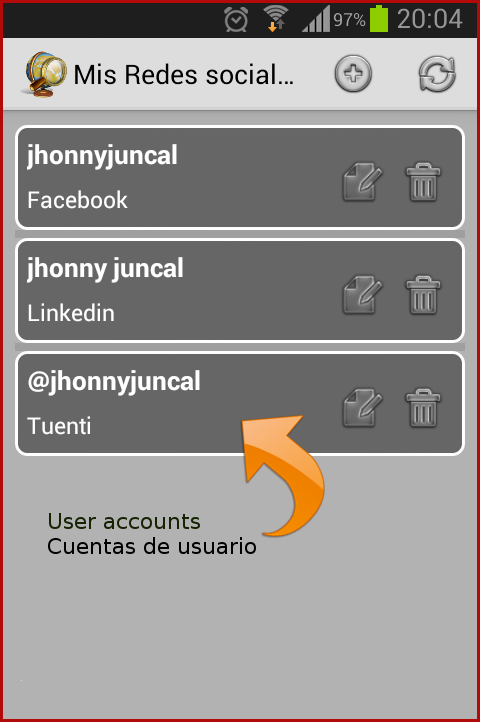 97% 20:04
Mis Redes social...
jhonnyjuncal
Facebook
jhonny juncal
Linkedin
@jhonnyjuncal
Tuenti
User accounts
Cuentas de usuario